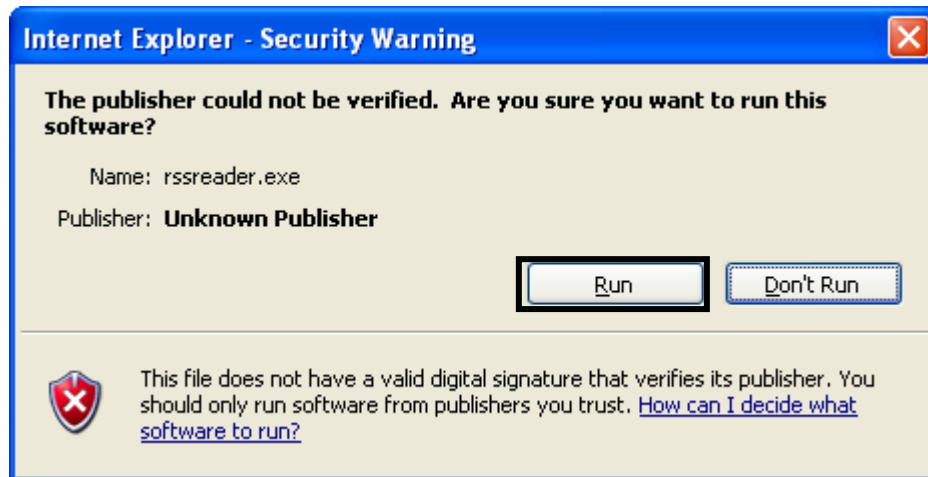 Internet Explorer - Security Warning
The publisher could not be verified.  Are you sure you want to run this
software?
Name: rssreader.exe
Publisher: Unknown Publisher
Run Don't Run
This file does not have a valid digital signature that verifies its publisher. You
should only run software from publishers you trust. How can I decide what
software to run?